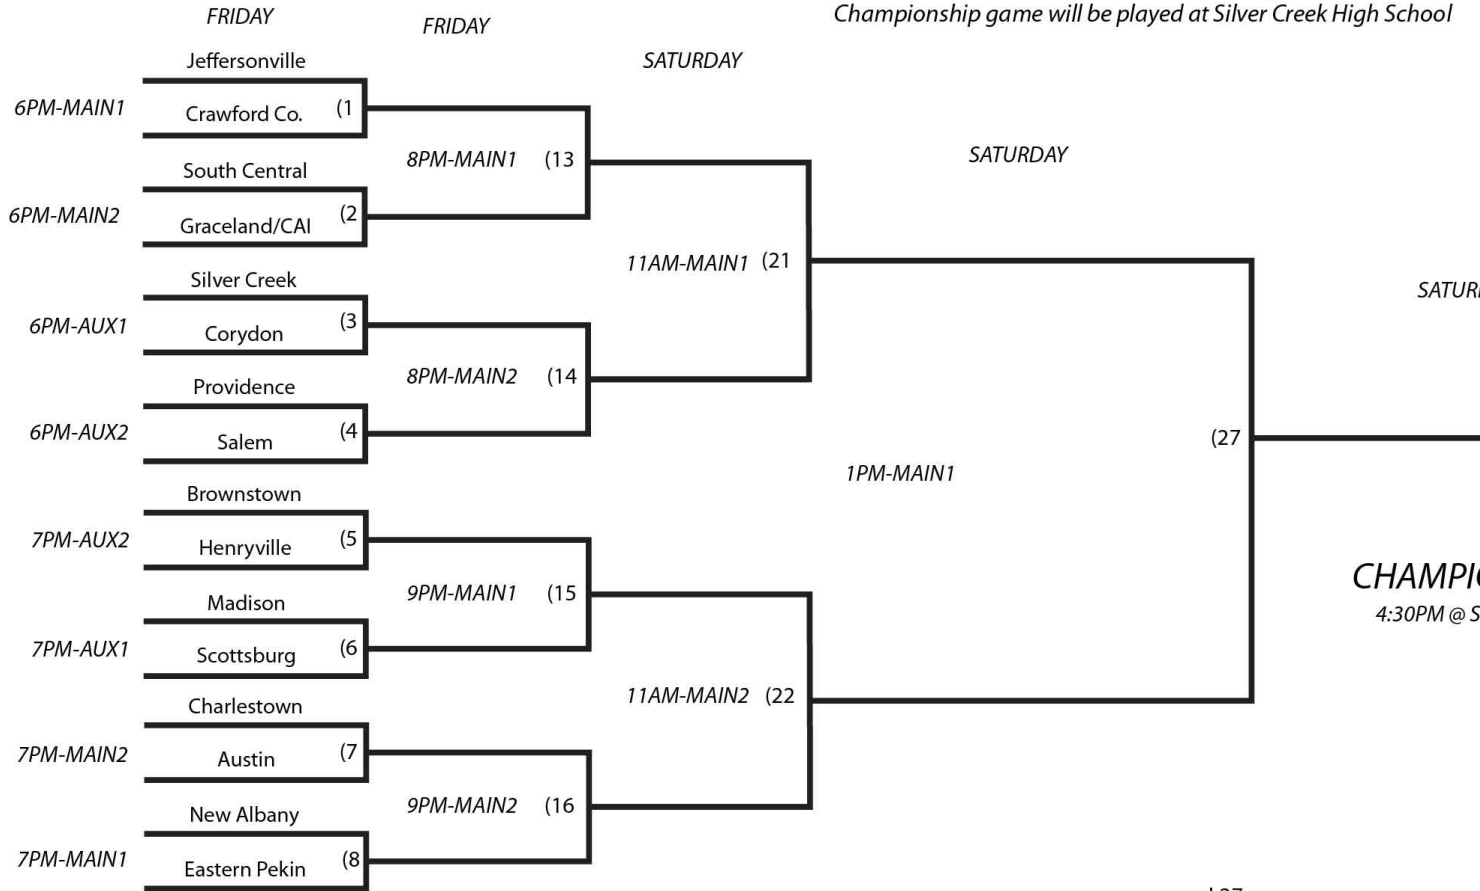 FRIDAY
FRIDAY
Championship game will be played at Silver Creek High School
SATURDAY
Jeffersonville
6PM-MAIN1
Crawford Co.
(1
8PM-MAIN1
(13
SATURDAY
South Central
6PM-MAIN2
Graceland/CAI
(2
11AM-MAIN1
(21
Silver Creek
6PM-AUX1
Corydon
(3
8PM-MAIN2
(14
Providence
6PM-AUX2
Salem
(4
(27
1PM-MAIN1
Brownstown
7PM-AUX2
Henryville
(5
9PM-MAIN1
(15
4:30PM @ S
Madison
7PM-AUX1
Scottsburg
(6
11AM-MAIN2
(22
Charlestown
7PM-MAIN2
Austin
(7
9PM-MAIN2
(16
New Albany
7PM-MAIN1
Eastern Pekin
(8